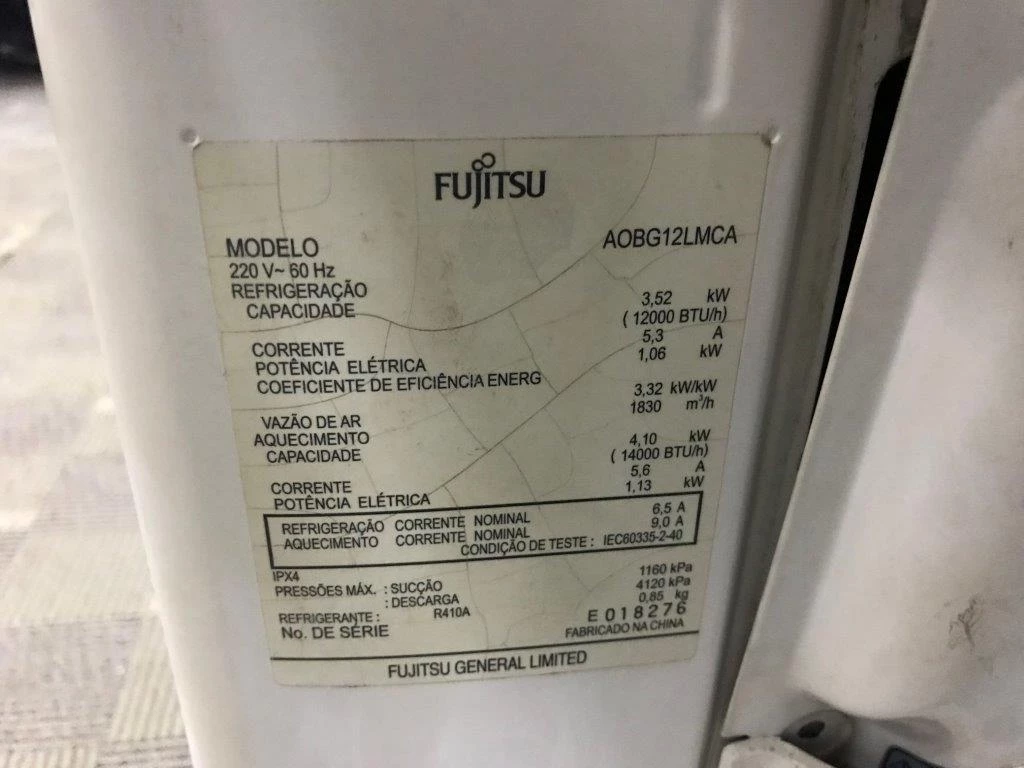 FUJITSU
MODELO AOBG12LMCA
220 V~ 60 Hz
REFRIGERAÇÃO
CAPACIDADE 3,52 kW
( 12000 BTU/h)
CORRENTE 5,3 A
POTÊNCIA ELÉTRICA 1,06 kW
COEFICIENTE DE EFICIÊNCIA ENERG
3,32 kW/kW
VAZÃO DE AR 1830 m³/h
AQUECIMENTO
CAPACIDADE 4,10 kW
( 14000 BTU/h)
CORRENTE 5,6 A
POTÊNCIA ELÉTRICA 1,13 kW
REFRIGERAÇÃO CORRENTE NOMINAL 6,5 A
AQUECIMENTO CORRENTE NOMINAL 9,0 A
CONDIÇÃO DE TESTE : IEC60335-2-40
IPX4
PRESSÕES MÁX. : SUCÇÃO 1160 kPa
: DESCARGA 4120 kPa
REFRIGERANTE : R410A 0,85 kg
No. DE SÉRIE E 018276
FABRICADO NA CHINA
FUJITSU GENERAL LIMITED